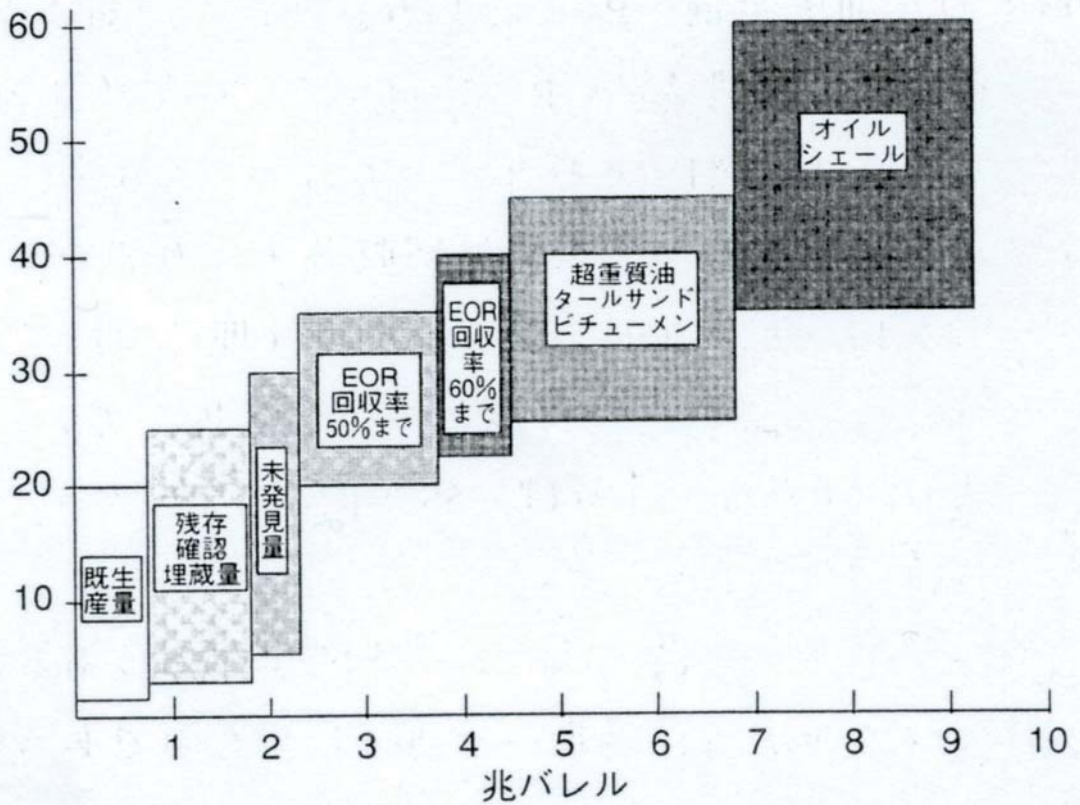 60
50
40
30
20
10
既生
産量
残存
確認
埋蔵量
未
発
見
量
EOR
回収率
50%まで
EOR
回収
率
60%
まで
超重質油
タールサンド
ビチューメン
オイル
シェール
1 2 3 4 5 6 7 8 9 10
兆バレル